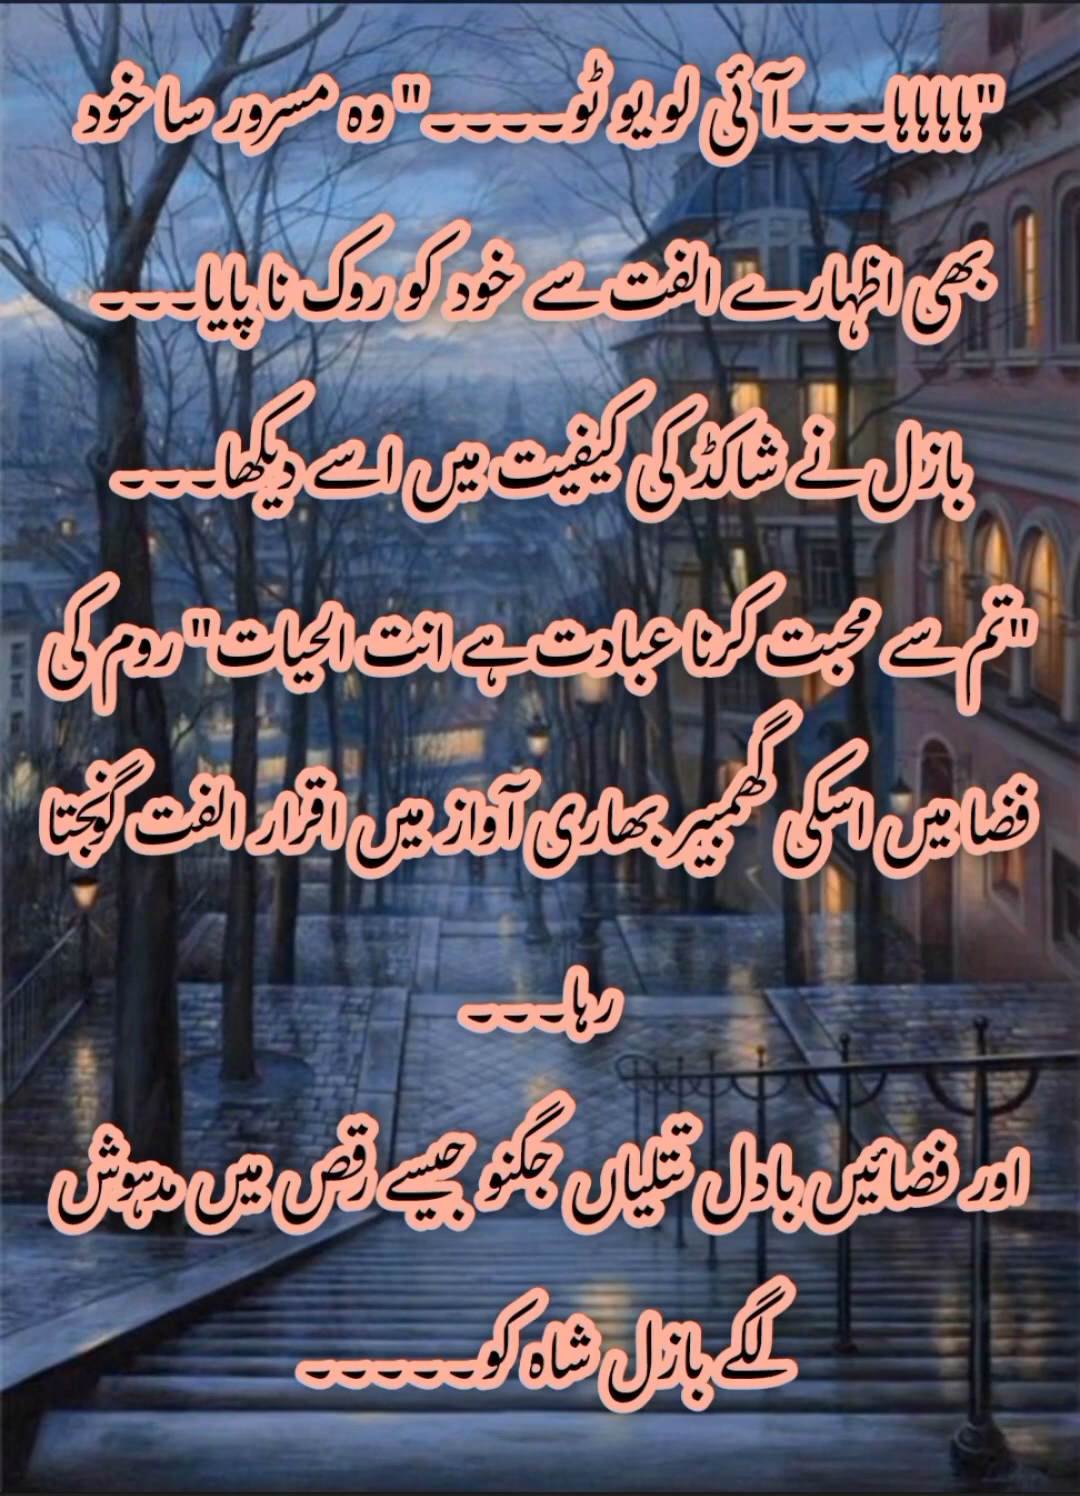 "ہاہاہا۔۔۔آئی لو یو ٹو۔۔۔۔۔"وہ مسرور سا خود
بھی اظہارے الفت سے خود کو روک نا پایا۔۔۔
بازل نے شاکڈ کی کیفیت میں اسے دیکھا۔۔۔
"تم سے محبت کرنا عبادت ہے انت الحیات" روم کی
فضا میں اسکی گھمبیر بھاری آواز میں اقرار الفت گونجتا
رہا۔۔۔
اور فضائیں بادل تتلیاں جگنو جیسے رقص میں مدہوش
لگے بازل شاہ کو۔۔۔۔۔